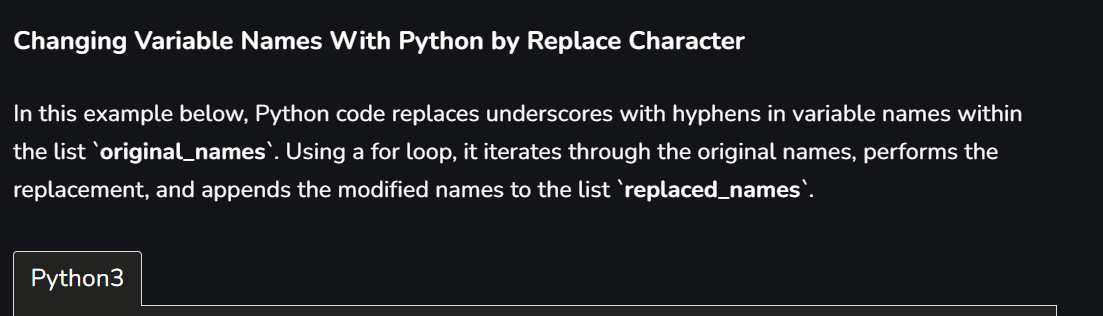 Changing Variable Names With Python by Replace Character
In this example below, Python code replaces underscores with hyphens in variable names within
the list `original_names`. Using a for loop, it iterates through the original names, performs the
replacement, and appends the modified names to the list `replaced_names`.
Python3